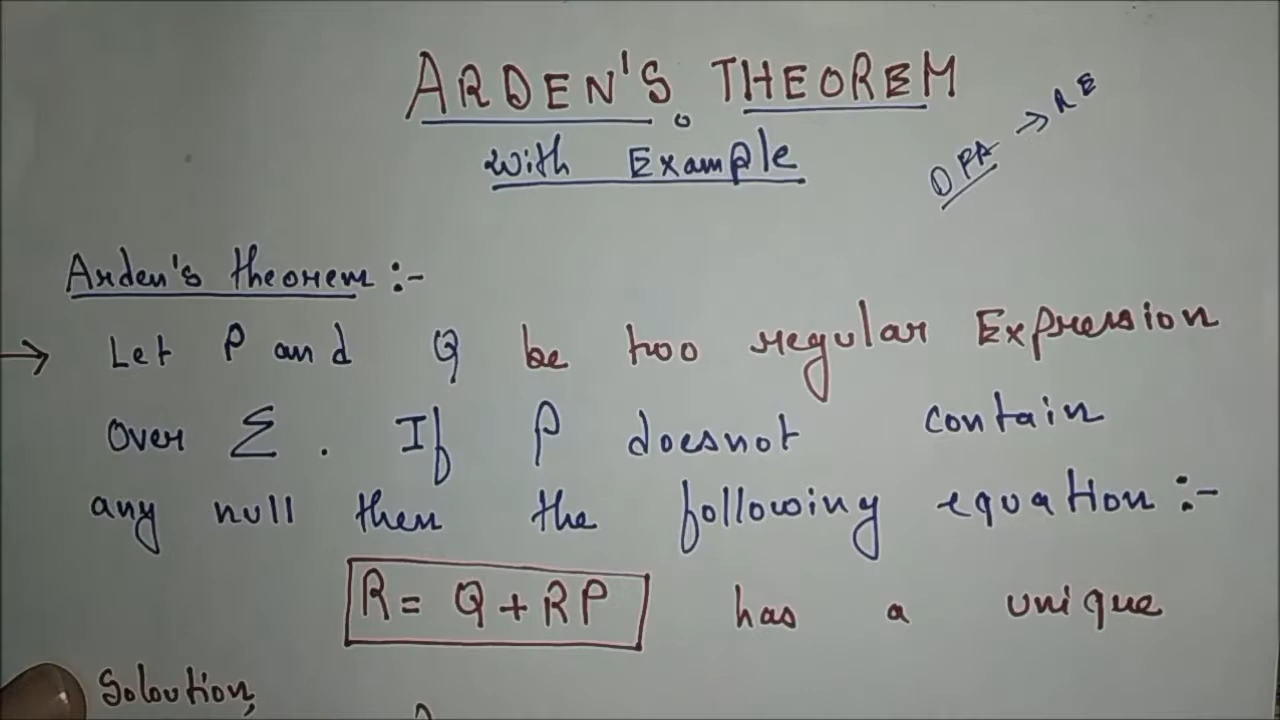 ARDEN'S THEOREM
with Example
DFA → RE
Arden's theorem :-
→ Let P and Q be two regular Expression
Over Σ. If P doesnot contain
any null then the following equation :-
R = Q + RP has a unique
Soloution,